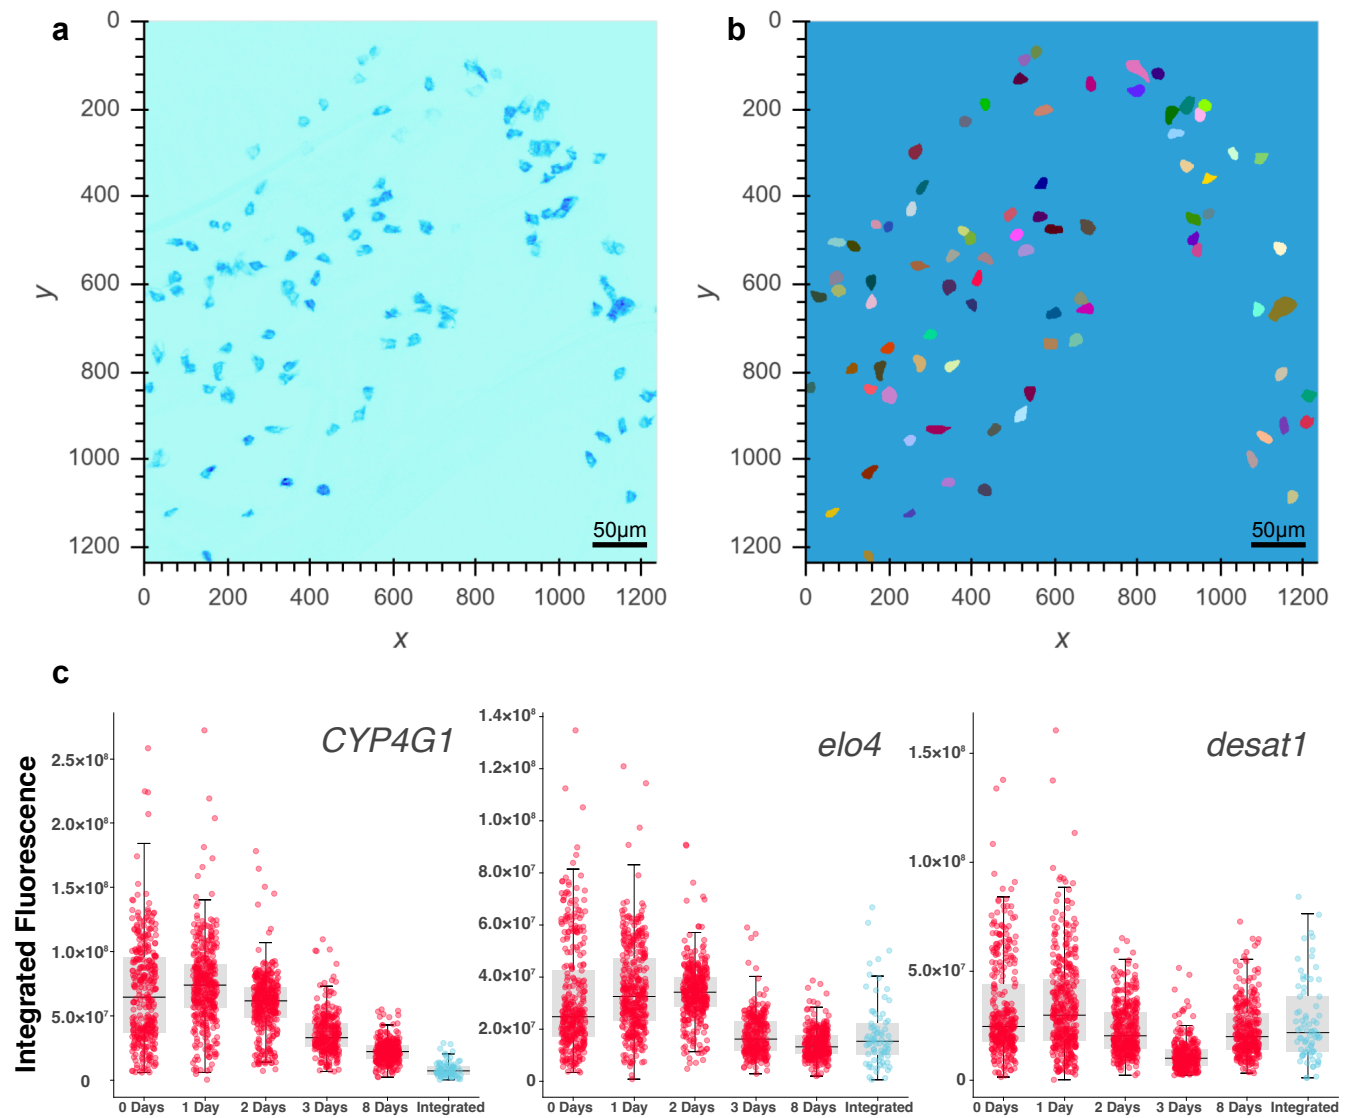 a
b
0
200
400
600
800
1000
1200
y
0 200 400 600 800 1000 1200
x
50μm
0
200
400
600
800
1000
1200
y
0 200 400 600 800 1000 1200
x
50μm
c
Integrated Fluorescence
CYP4G1
2.5×10⁸
2.0×10⁸
1.5×10⁸
1.0×10⁸
5.0×10⁷
0
0 Days 1 Day 2 Days 3 Days 8 Days Integrated
elo4
1.4×10⁸
1.2×10⁸
1.0×10⁸
8.0×10⁷
6.0×10⁷
4.0×10⁷
2.0×10⁷
0
0 Days 1 Day 2 Days 3 Days 8 Days Integrated
desat1
1.5×10⁸
1.0×10⁸
5.0×10⁷
0
0 Days 1 Day 2 Days 3 Days 8 Days Integrated